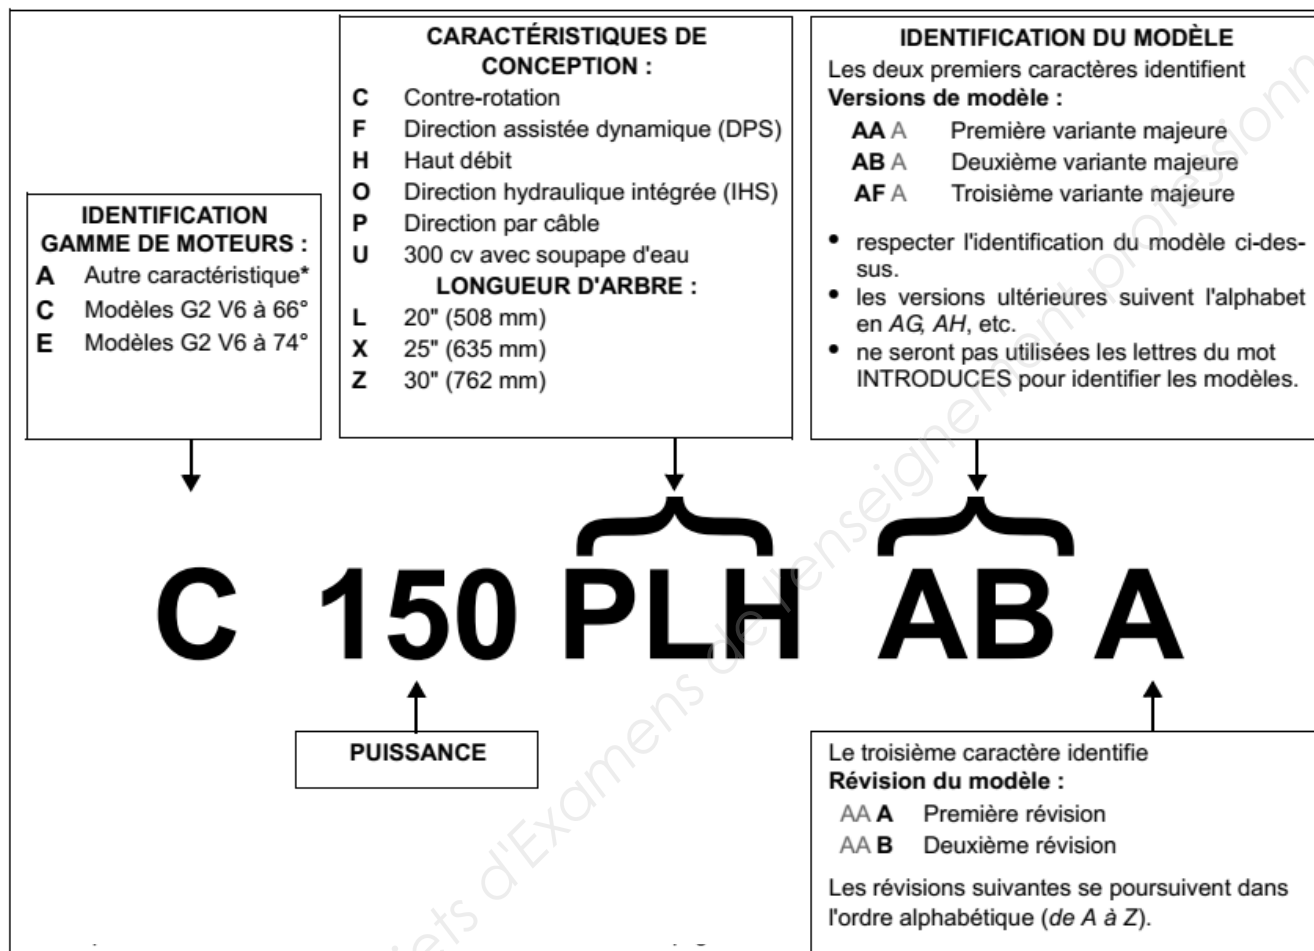 IDENTIFICATION
GAMME DE MOTEURS :
A Autre caractéristique*
C Modèles G2 V6 à 66°
E Modèles G2 V6 à 74°
CARACTÉRISTIQUES DE
CONCEPTION :
C Contre-rotation
F Direction assistée dynamique (DPS)
H Haut débit
O Direction hydraulique intégrée (IHS)
P Direction par câble
U 300 cv avec soupape d'eau
LONGUEUR D'ARBRE :
L 20" (508 mm)
X 25" (635 mm)
Z 30" (762 mm)
IDENTIFICATION DU MODÈLE
Les deux premiers caractères identifient
Versions de modèle :
AA A Première variante majeure
AB A Deuxième variante majeure
AF A Troisième variante majeure
• respecter l'identification du modèle ci-des-
sus.
• les versions ultérieures suivent l'alphabet
en AG, AH, etc.
• ne seront pas utilisées les lettres du mot
INTRODUCES pour identifier les modèles.
C 150 PLH AB A
PUISSANCE
Le troisième caractère identifie
Révision du modèle :
AA A Première révision
AA B Deuxième révision
Les révisions suivantes se poursuivent dans
l'ordre alphabétique (de A à Z).
d'Examens de l'enseignement